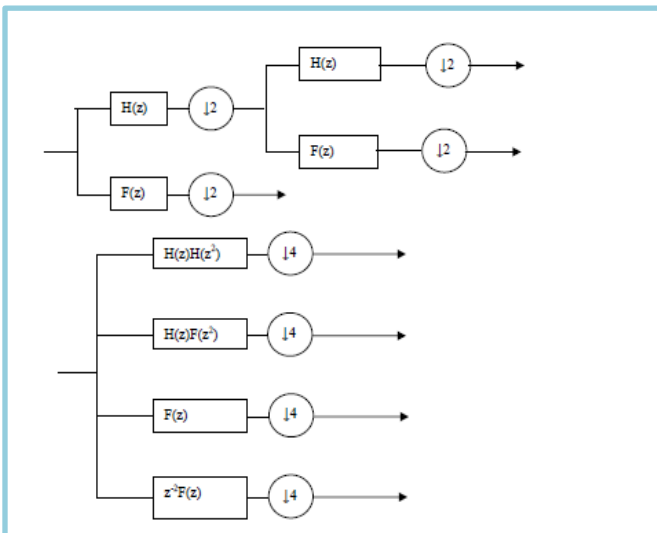 H(z) ↓2
H(z) ↓2
F(z) ↓2
F(z) ↓2
H(z)H(z²) ↓4
H(z)F(z²) ↓4
F(z) ↓4
z⁻²F(z) ↓4